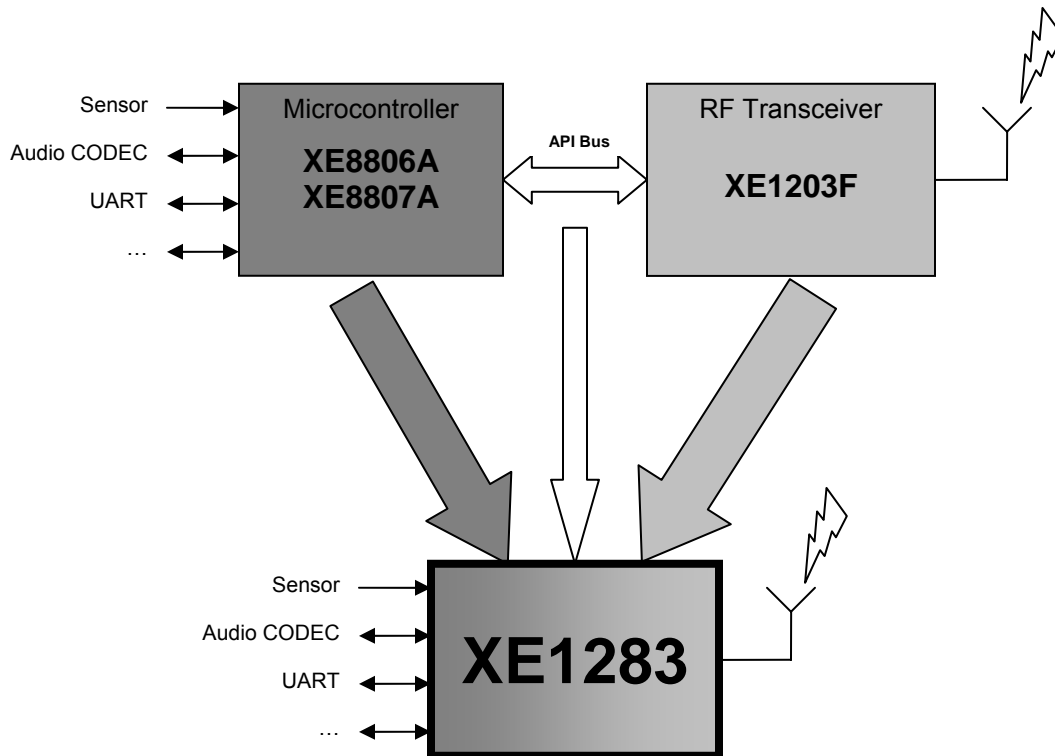 Microcontroller
XE8806A
XE8807A
Sensor
Audio CODEC
UART
…
API Bus
RF Transceiver
XE1203F
Sensor
Audio CODEC
UART
…
XE1283